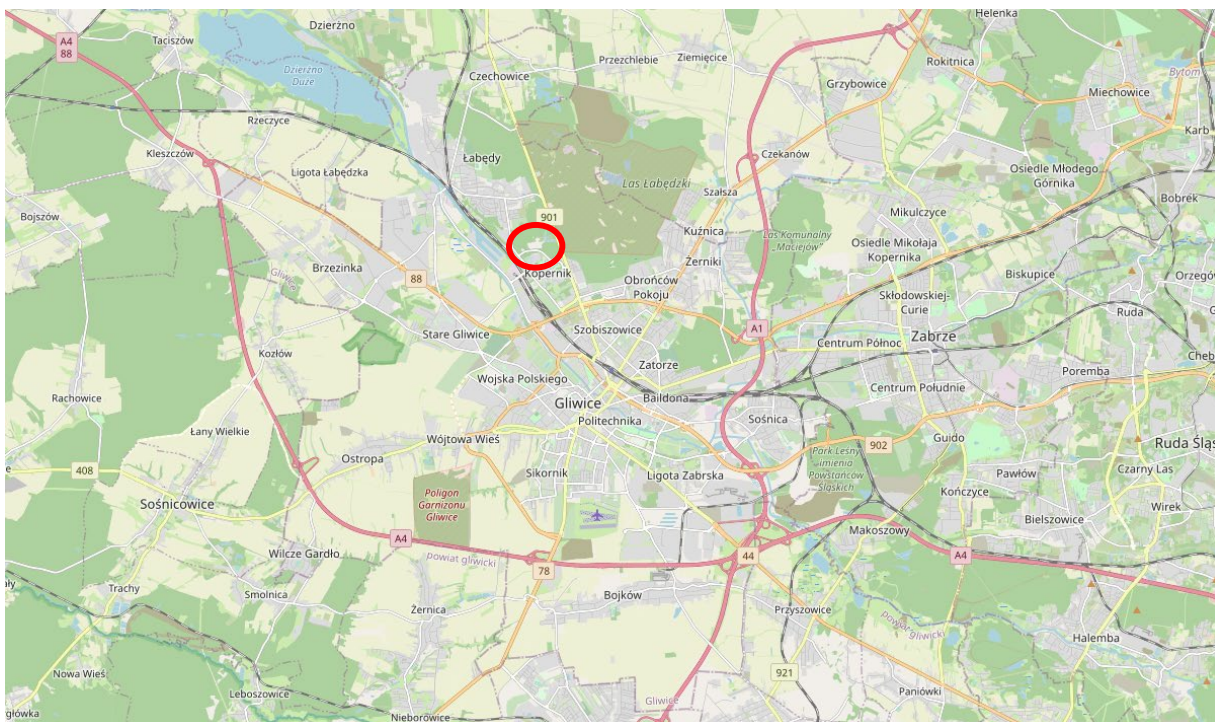 Dzierżno
Helenka
A4
88
Taciszów
Przezchlebie
Ziemięcice
Rokitnica
Dzierżno
Duże
Czechowice
Grzybowice
Bytom
Miechowice
Rzeczyce
Karb
Kleszczów
Łabędy
Czekanów
Ligota Łabędzka
Las Łabędzki
Szałsza
Osiedle Młodego
Górnika
Bobrek
Bojszów
901
Mikulczyce
Kuźnica
Las Komunalny
„Maciejów”
Osiedle Mikołaja
Kopernika
Gliwice
Brzezinka
Kopernik
Żerniki
Biskupice
Orzegó
88
Obrońców
Pokoju
Skłodowskiej-
Curie
Ruda
G
Stare Gliwice
Szobiszowice
A1
Centrum Północ
Zabrze
Kozłów
Zatorze
Cheb
Poremba
Wojska Polskiego
Rachowice
Gliwice
Baildona
Centrum Południe
Politechnika
Sośnica
Łany Wielkie
Wójtowa Wieś
902
Guido
Ruda Ślą
Ostropa
Park Leśny
imienia
Powstańców
Śląskich
e
408
Sikornik
Ligota Zabrska
Pawłów
Czarny Las
Sośnicowice
Poligon
Garnizonu
Gliwice
Kończyce
Wirek
Bielszowice
Makoszowy
A4
Wilcze Gardło
powiat gliwicki
44
A4
78
ały
Trachy
Smolnica
Bojków
Żernica
Przyszowice
powiat
gliwicki
Halemba
Nowa Wieś
921
Leboszowice
Gliwice
Paniówki
główka
Nieborowice